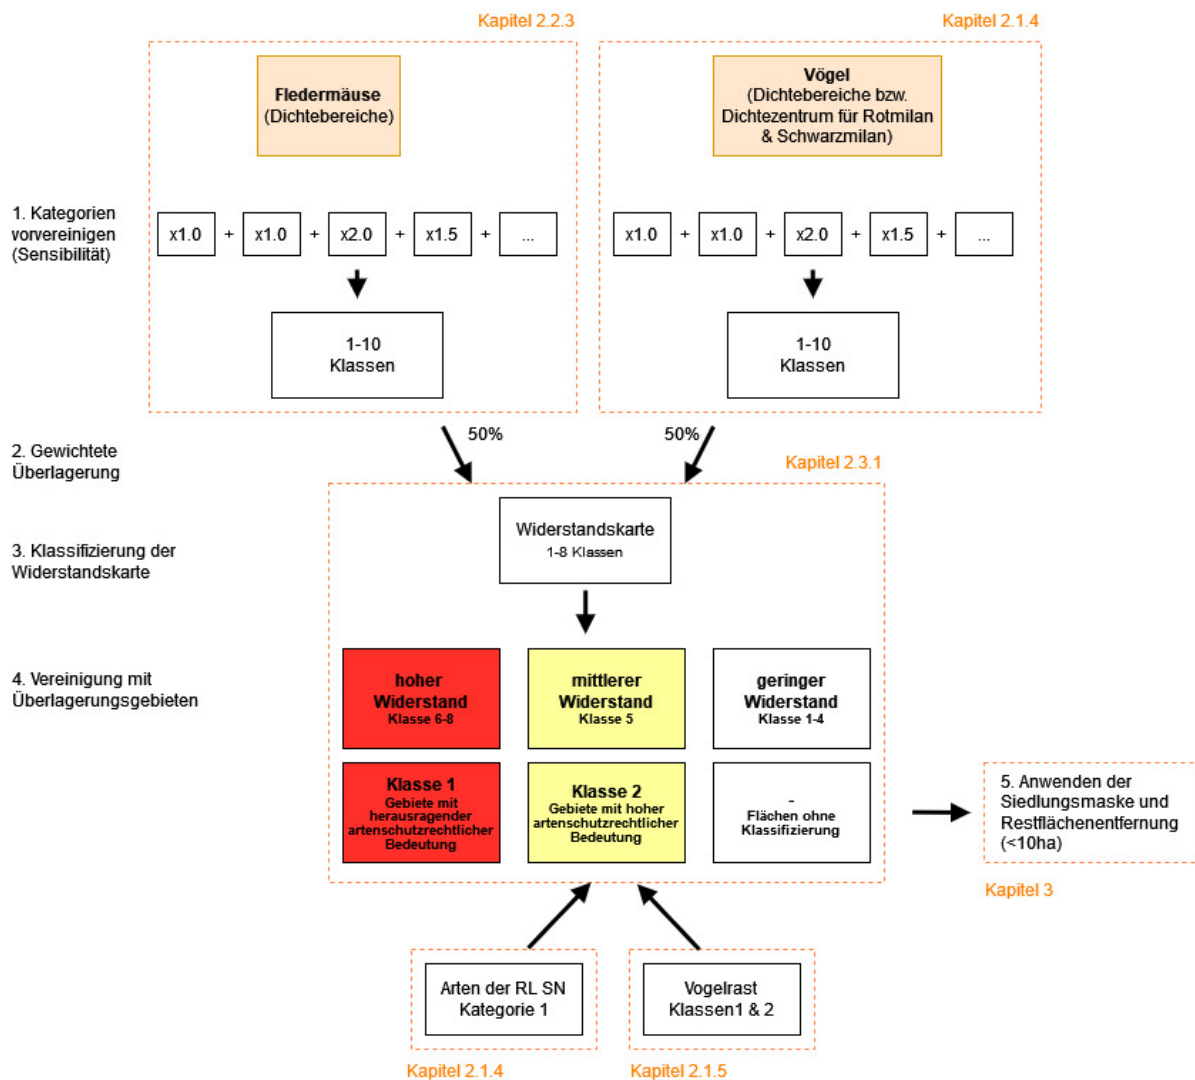 Kapitel 2.2.3
Kapitel 2.1.4
Fledermäuse
(Dichtebereiche)
Vögel
(Dichtebereiche bzw.
Dichtezentrum für Rotmilan
& Schwarzmilan)
1. Kategorien
vorvereinigen
(Sensibilität)
x1.0 + x1.0 + x2.0 + x1.5 + ...
x1.0 + x1.0 + x2.0 + x1.5 + ...
1-10
Klassen
1-10
Klassen
2. Gewichtete
Überlagerung
50%
50%
Kapitel 2.3.1
3. Klassifizierung der
Widerstandskarte
Widerstandskarte
1-8 Klassen
4. Vereinigung mit
Überlagerungsgebieten
hoher
Widerstand
Klasse 6-8
mittlerer
Widerstand
Klasse 5
geringer
Widerstand
Klasse 1-4
Klasse 1
Gebiete mit
herausragender
artenschutzrechtlicher
Bedeutung
Klasse 2
Gebiete mit hoher
artenschutzrechtlicher
Bedeutung
-
Flächen ohne
Klassifizierung
5. Anwenden der
Siedlungsmaske und
Restflächenentfernung
(<10ha)
Kapitel 3
Arten der RL SN
Kategorie 1
Vogelrast
Klassen1 & 2
Kapitel 2.1.4
Kapitel 2.1.5